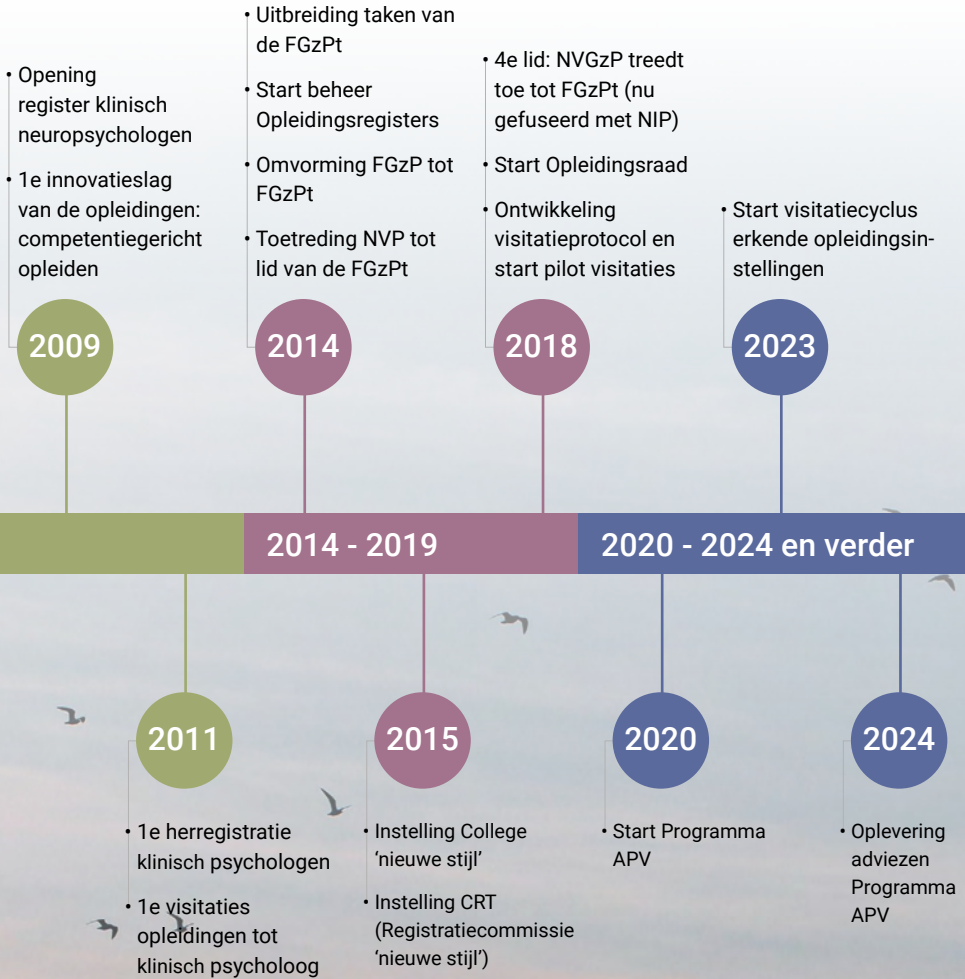 • Opening
register klinisch
neuropsychologen
• 1e innovatieslag
van de opleidingen:
competentiegericht
opleiden
2009
• Uitbreiding taken van
de FGzPt
• Start beheer
Opleidingsregisters
• Omvorming FGzP tot
FGzPt
• Toetreding NVP tot
lid van de FGzPt
2014
• 4e lid: NVGzP treedt
toe tot FGzPt (nu
gefuseerd met NIP)
• Start Opleidingsraad
• Ontwikkeling
visitatieprotocol en
start pilot visitaties
2018
• Start visitatiecyclus
erkende opleidingsin-
stellingen
2023
2014 - 2019
2020 - 2024 en verder
2011
• 1e herregistratie
klinisch psychologen
• 1e visitaties
opleidingen tot
klinisch psycholoog
2015
• Instelling College
‘nieuwe stijl’
• Instelling CRT
(Registratiecommissie
‘nieuwe stijl’)
2020
• Start Programma
APV
2024
• Oplevering
adviezen
Programma
APV